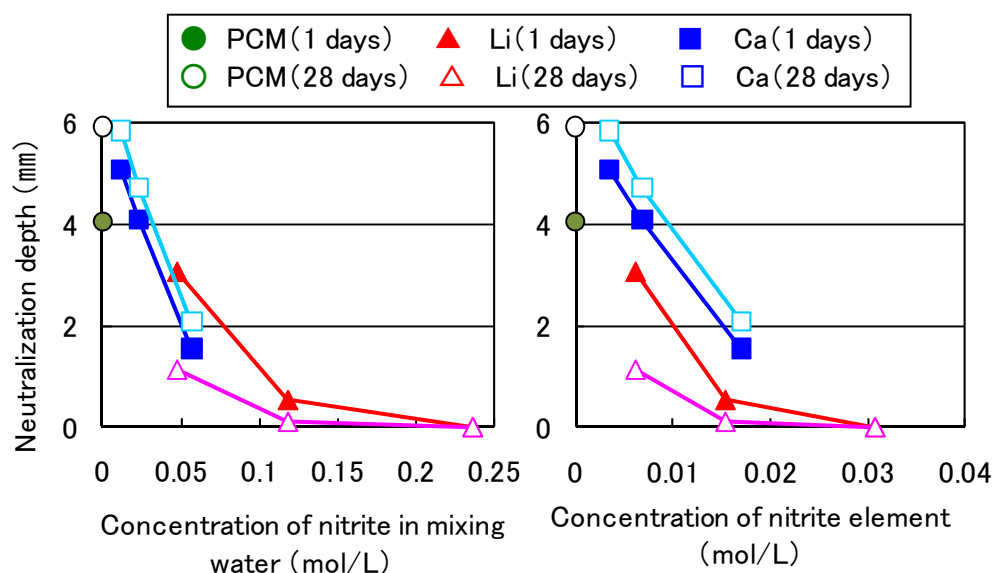 PCM(1 days) Li(1 days) Ca(1 days)
PCM(28 days) Li(28 days) Ca(28 days)
Neutralization depth(㎜)
6
4
2
0
0 0.05 0.1 0.15 0.2 0.25
Concentration of nitrite in mixing
water (mol/L)
6
4
2
0
0 0.01 0.02 0.03 0.04
Concentration of nitrite element
(mol/L)